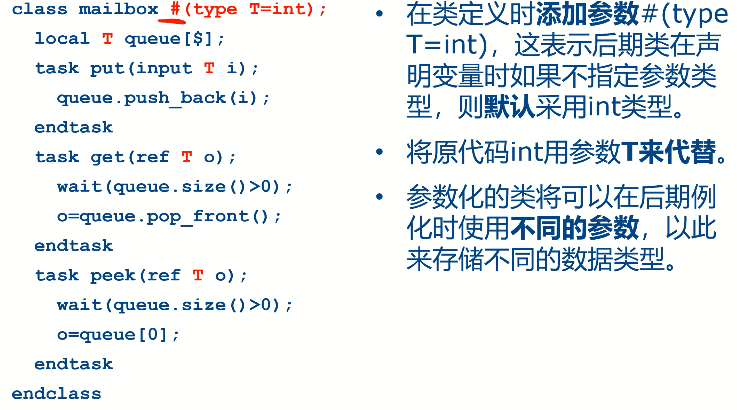 class mailbox #(type T=int);
local T queue[$];
task put(input T i);
queue.push_back(i);
endtask
task get(ref T o);
wait(queue.size()>0);
o=queue.pop_front();
endtask
task peek(ref T o);
wait(queue.size()>0);
o=queue[0];
endtask
endclass
• 在类定义时添加参数#(type
T=int)，这表示后期类在声
明变量时如果不指定参数类
型，则默认采用int类型。
• 将原代码int用参数T来代替。
• 参数化的类将可以在后期例
化时使用不同的参数，以此
来存储不同的数据类型。